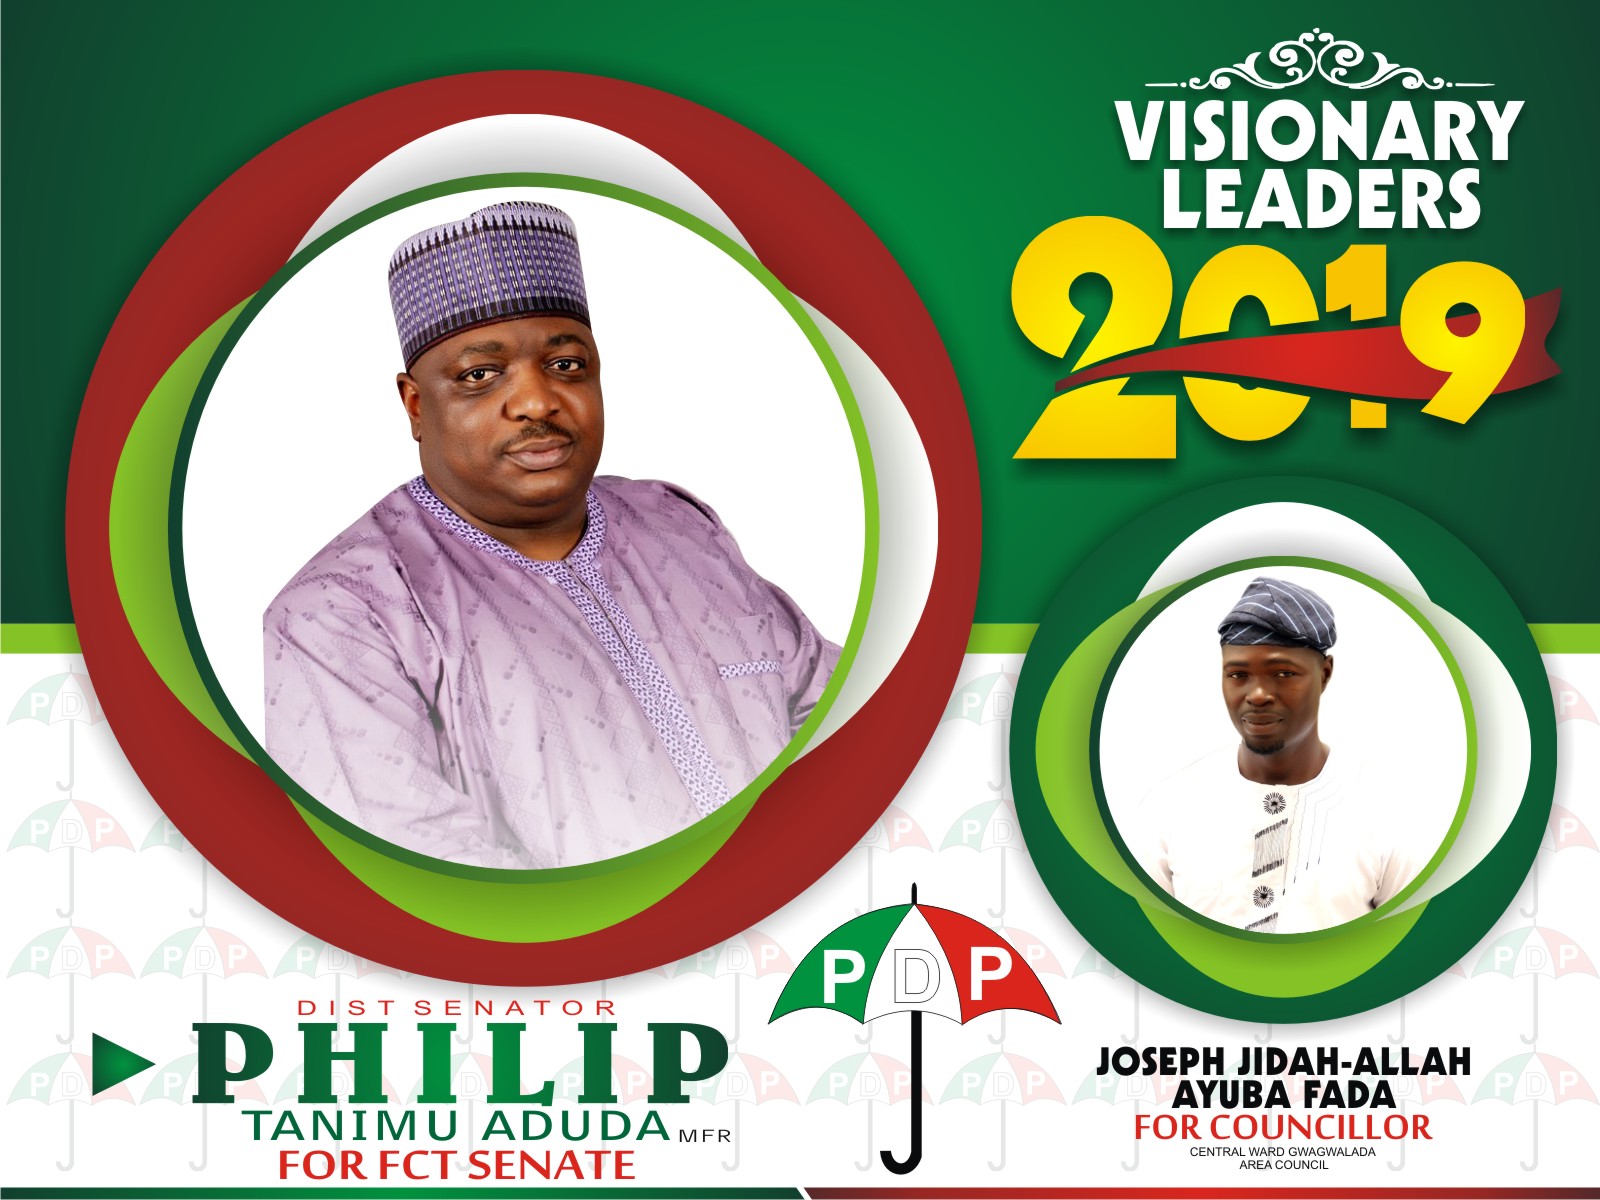 VISIONARY
LEADERS
2019
DIST SENATOR
PHILIP
TANIMU ADUDA MFR
FOR FCT SENATE
PDP
JOSEPH JIDAH-ALLAH
AYUBA FADA
FOR COUNCILLOR
CENTRAL WARD GWAGWALADA
AREA COUNCIL